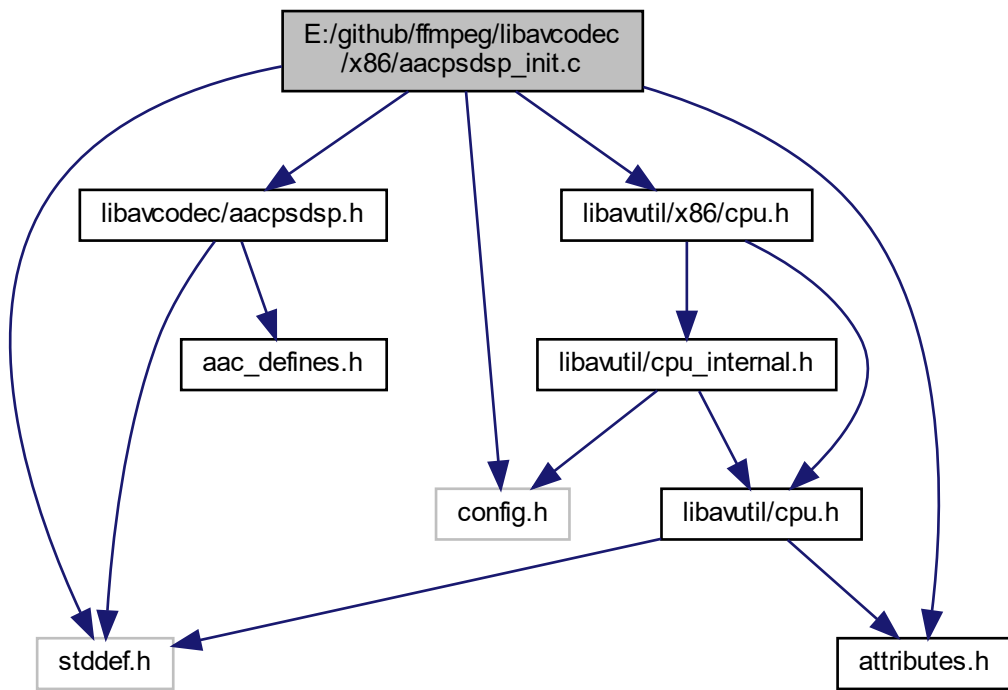 E:/github/ffmpeg/libavcodec
/x86/aacpsdsp_init.c
libavcodec/aacpsdsp.h
libavutil/x86/cpu.h
aac_defines.h
libavutil/cpu_internal.h
config.h
libavutil/cpu.h
stddef.h
attributes.h